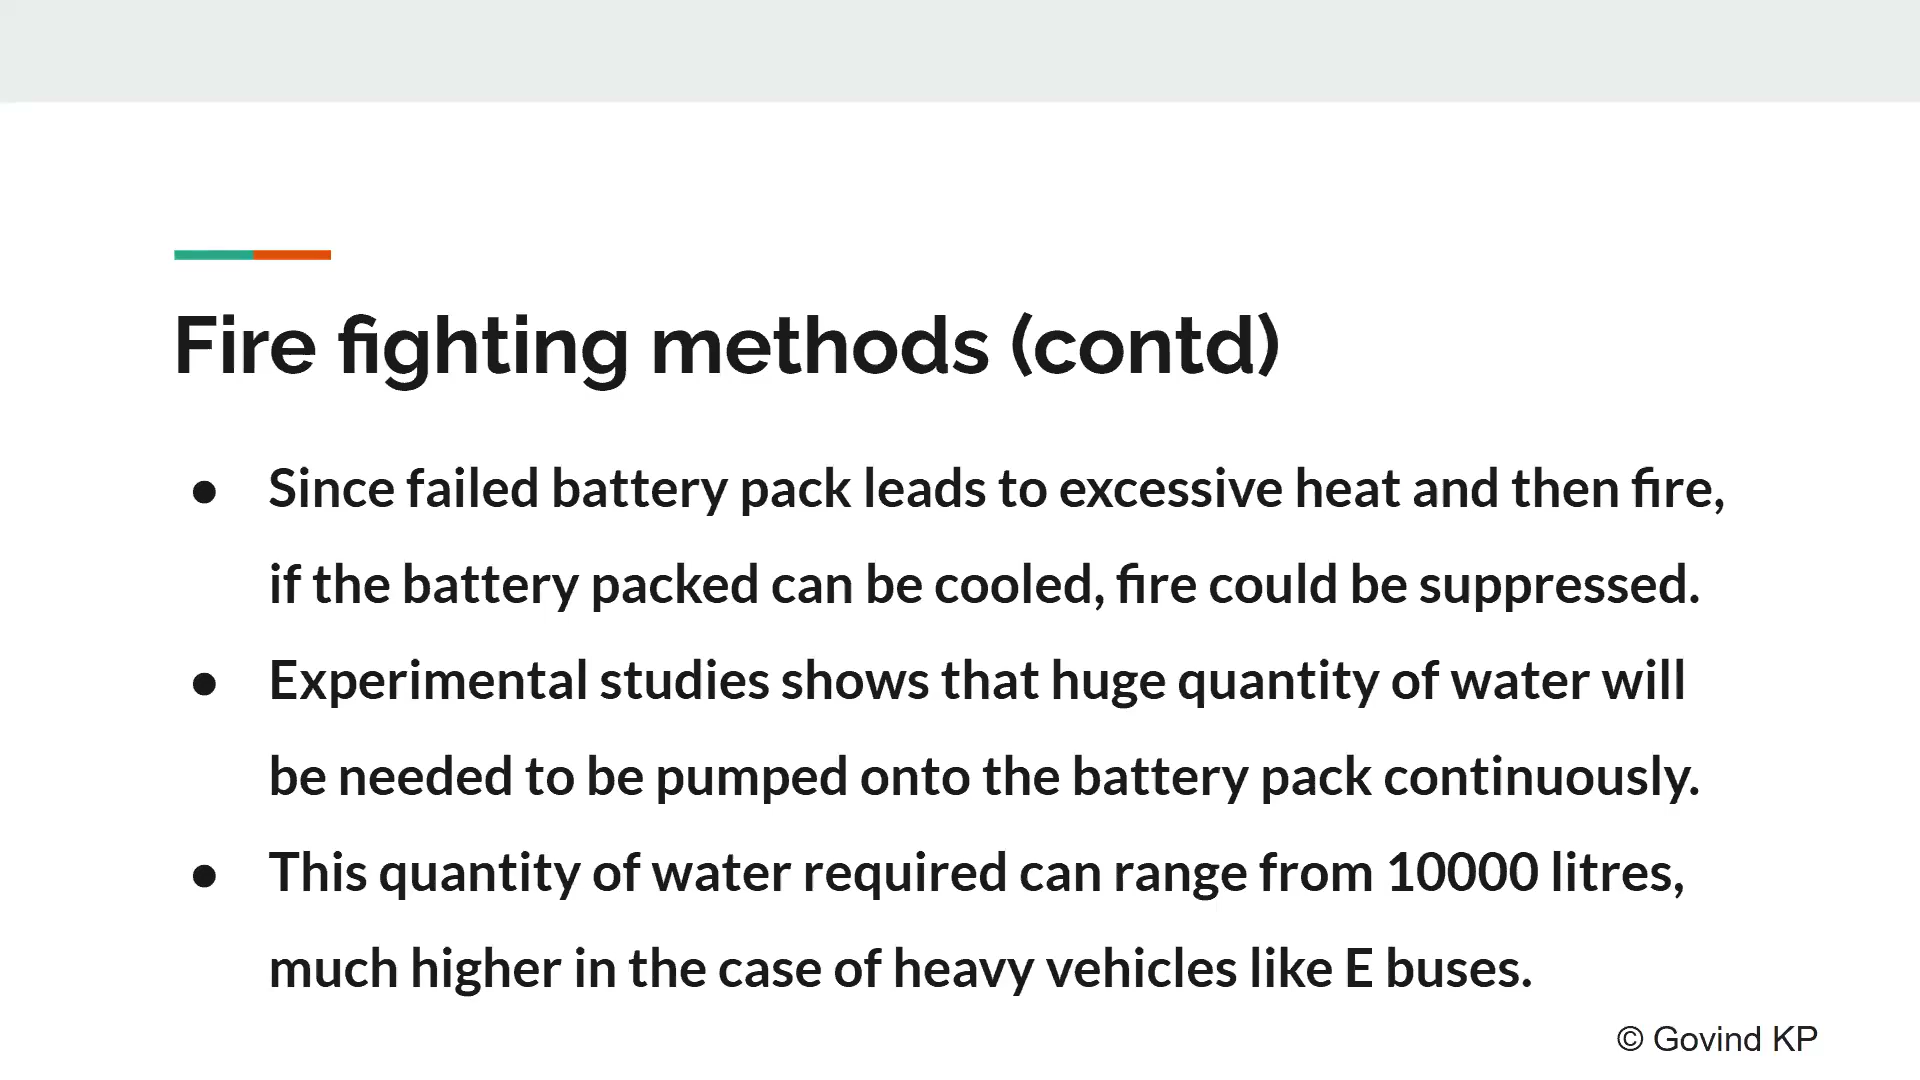 Fire fighting methods (contd)
● Since failed battery pack leads to excessive heat and then fire,
if the battery packed can be cooled, fire could be suppressed.
● Experimental studies shows that huge quantity of water will
be needed to be pumped onto the battery pack continuously.
● This quantity of water required can range from 10000 litres,
much higher in the case of heavy vehicles like E buses.
© Govind KP